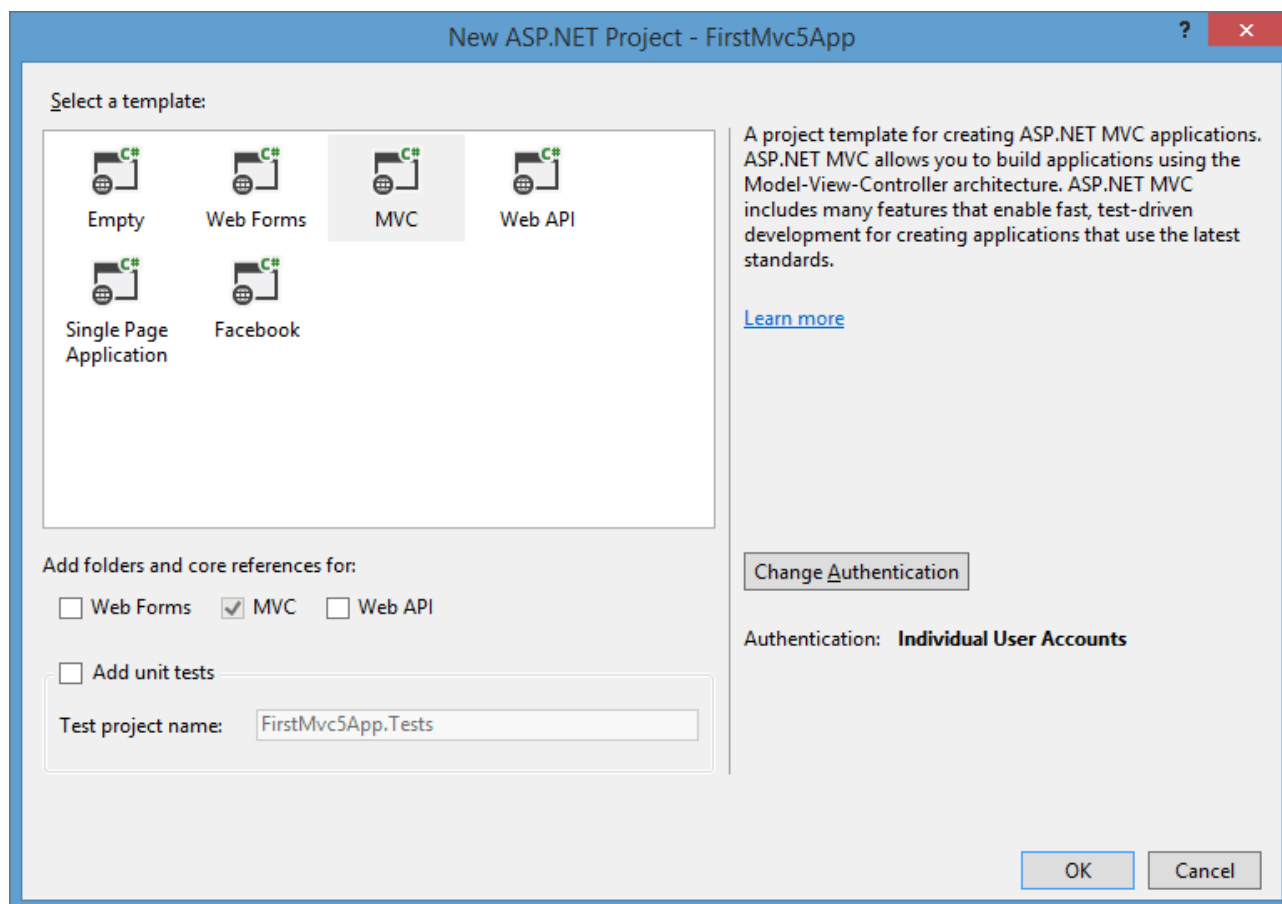 New ASP.NET Project - FirstMvc5App
?
Select a template:
C# C# C# C#
Empty Web Forms MVC Web API
C# C#
Single Page Facebook
Application
A project template for creating ASP.NET MVC applications.
ASP.NET MVC allows you to build applications using the
Model-View-Controller architecture. ASP.NET MVC
includes many features that enable fast, test-driven
development for creating applications that use the latest
standards.
Learn more
Add folders and core references for:
Web Forms MVC Web API
Add unit tests
Test project name: FirstMvc5App.Tests
Change Authentication
Authentication: Individual User Accounts
OK Cancel